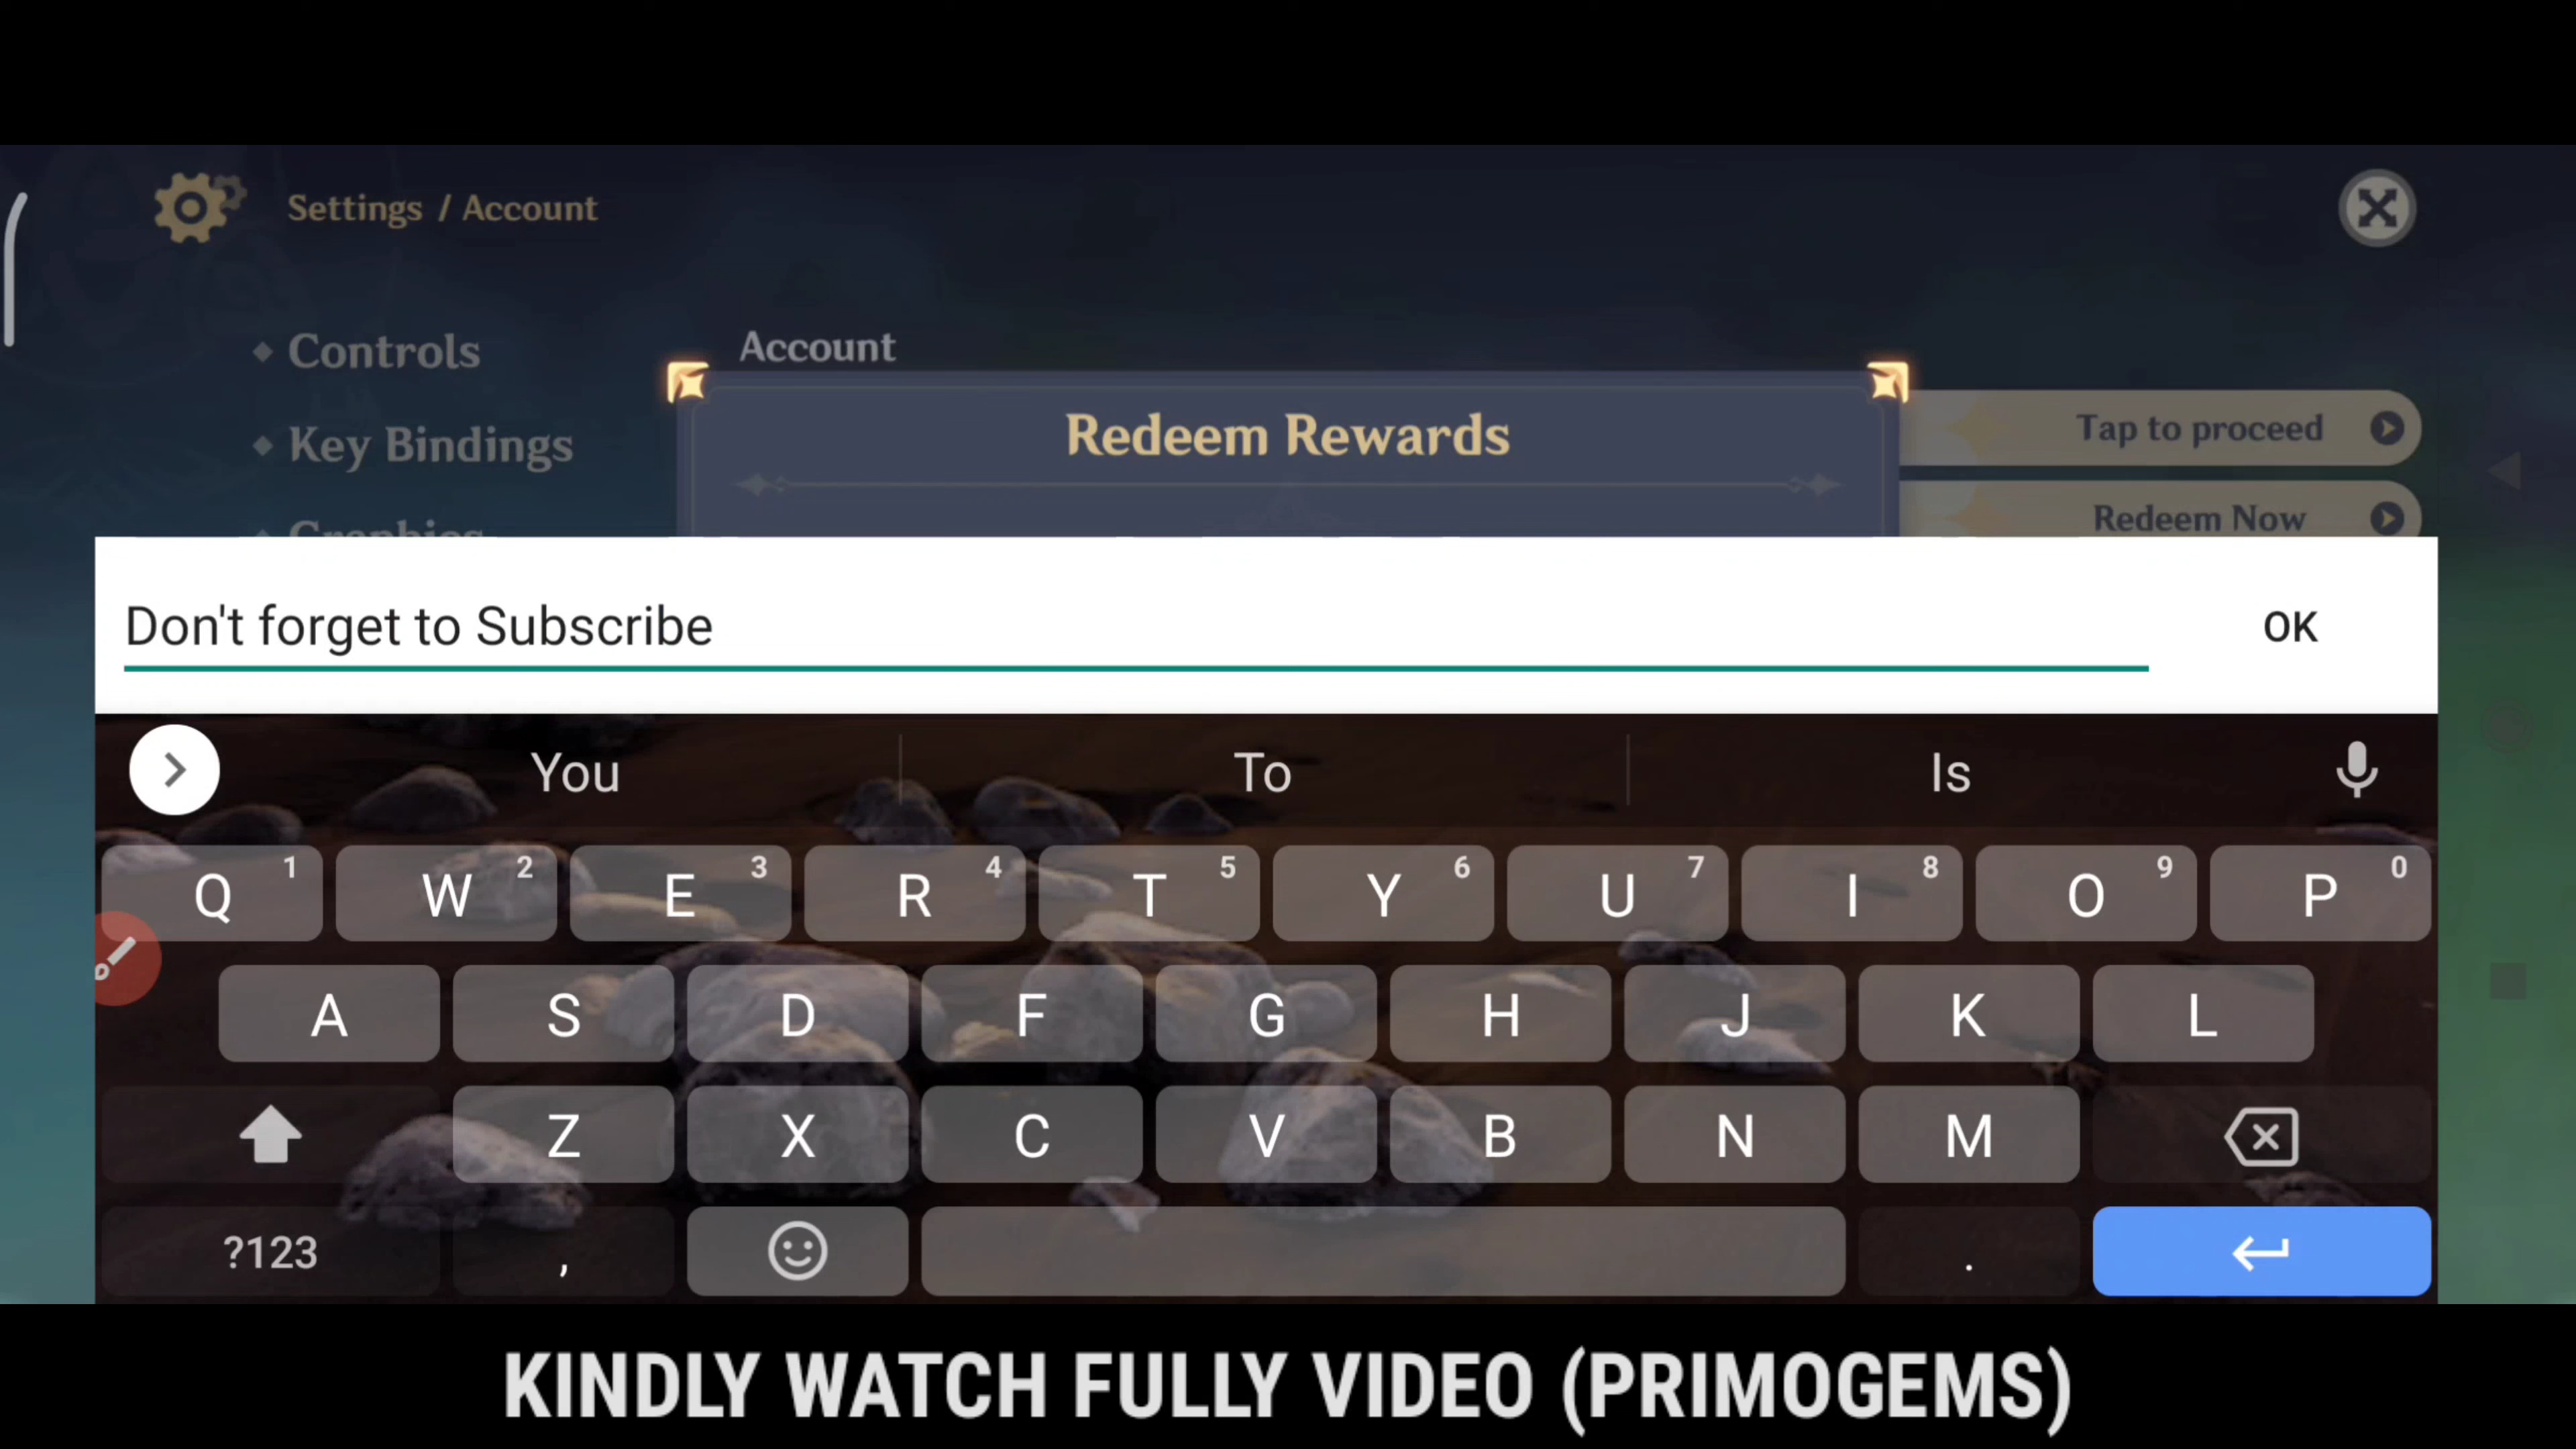 Settings / Account
Controls
Account
Key Bindings
Redeem Rewards
Tap to proceed
Graphics
Redeem Now
Don't forget to Subscribe
OK
You To Is
Q 1 W 2 E 3 R 4 T 5 Y 6 U 7 I 8 O 9 P 0
A S D F G H J K L
Z X C V B N M
?123 , .
KINDLY WATCH FULLY VIDEO (PRIMOGEMS)